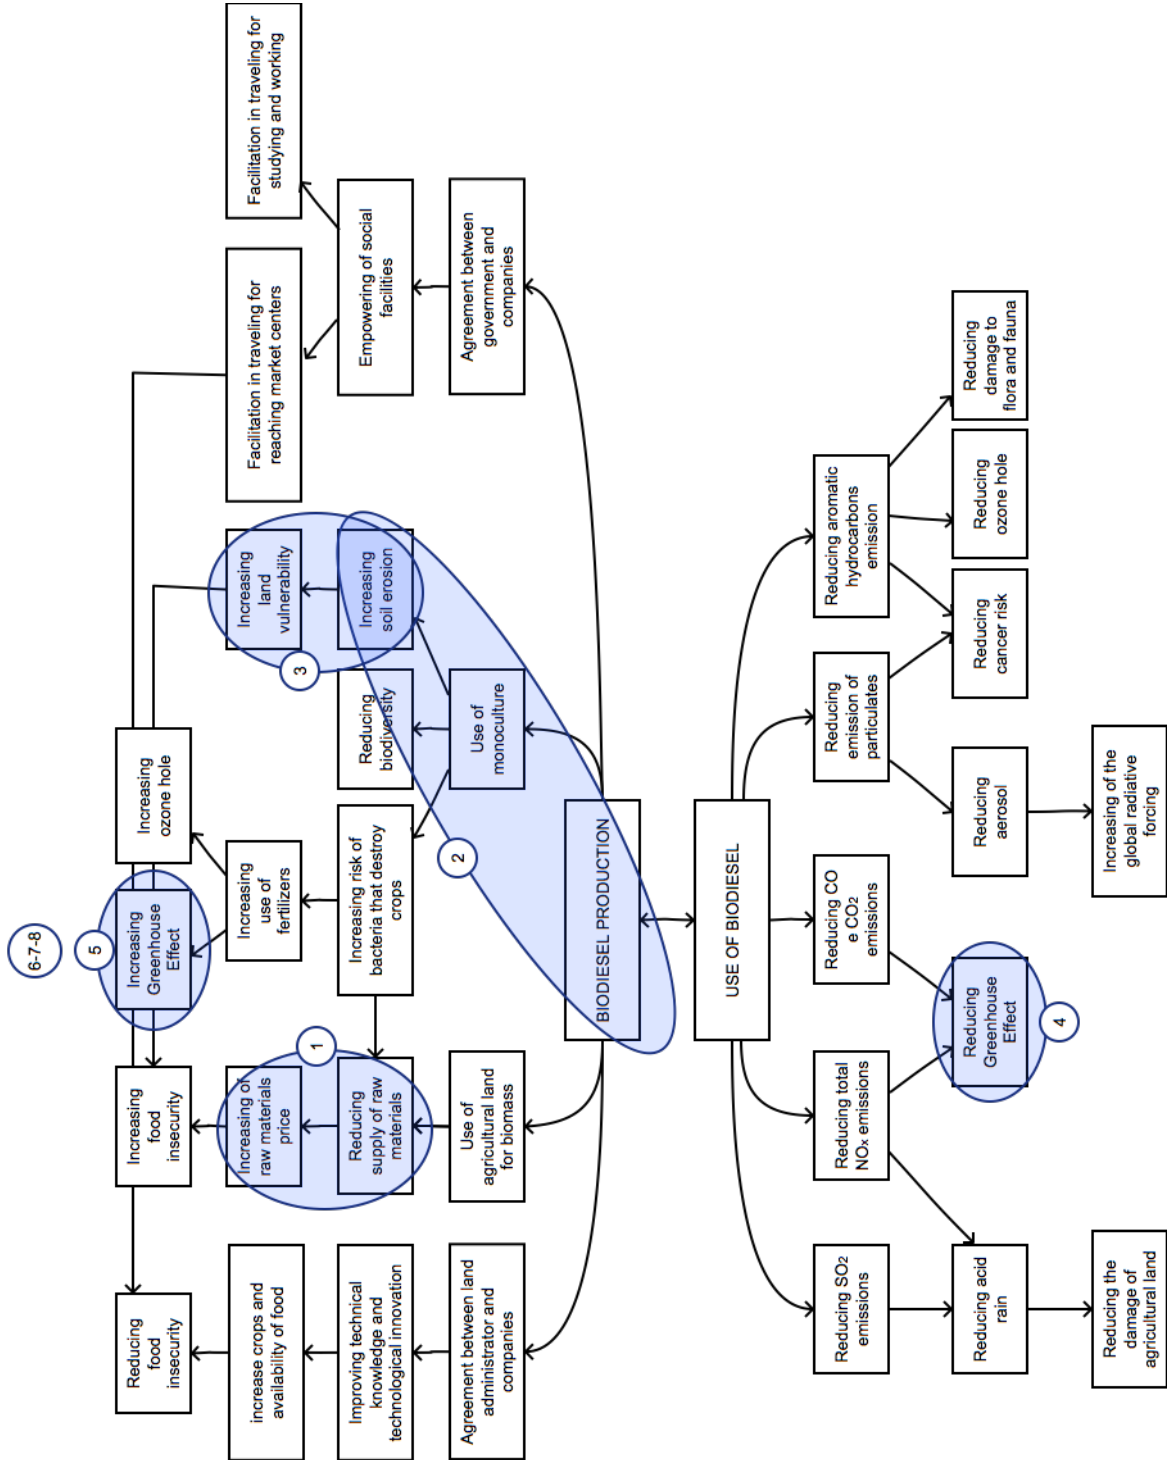 6-7-8
5
Reducing
food
insecurity
Increasing
food
insecurity
Increasing
Greenhouse
Effect
Increasing
ozone hole
increase crops and
availability of food
Increasing of
raw materials
price
Increasing
use of
fertilizers
Increasing
land
vulnerability
Facilitation in traveling for
reaching market centers
Facilitation in traveling for
studying and working
1
3
Improving technical
knowledge and
technological innovation
Reducing
supply of raw
materials
Increasing risk of
bacteria that destroy
crops
Reducing
biodiversity
Increasing
soil erosion
Empowering of social
facilities
2
Agreement between land
administrator and
companies
Use of
agricultural land
for biomass
Use of
monoculture
Agreement between
government and
companies
BIODIESEL PRODUCTION
USE OF BIODIESEL
Reducing SO2
emissions
Reducing total
NOx emissions
Reducing CO
e CO2
emissions
Reducing
emission of
particulates
Reducing aromatic
hydrocarbons
emission
Reducing acid
rain
Reducing
Greenhouse
Effect
Reducing
aerosol
Reducing
cancer risk
Reducing
ozone hole
Reducing
damage to
flora and fauna
4
Reducing the
damage of
agricultural land
Increasing of the
global radiative
forcing